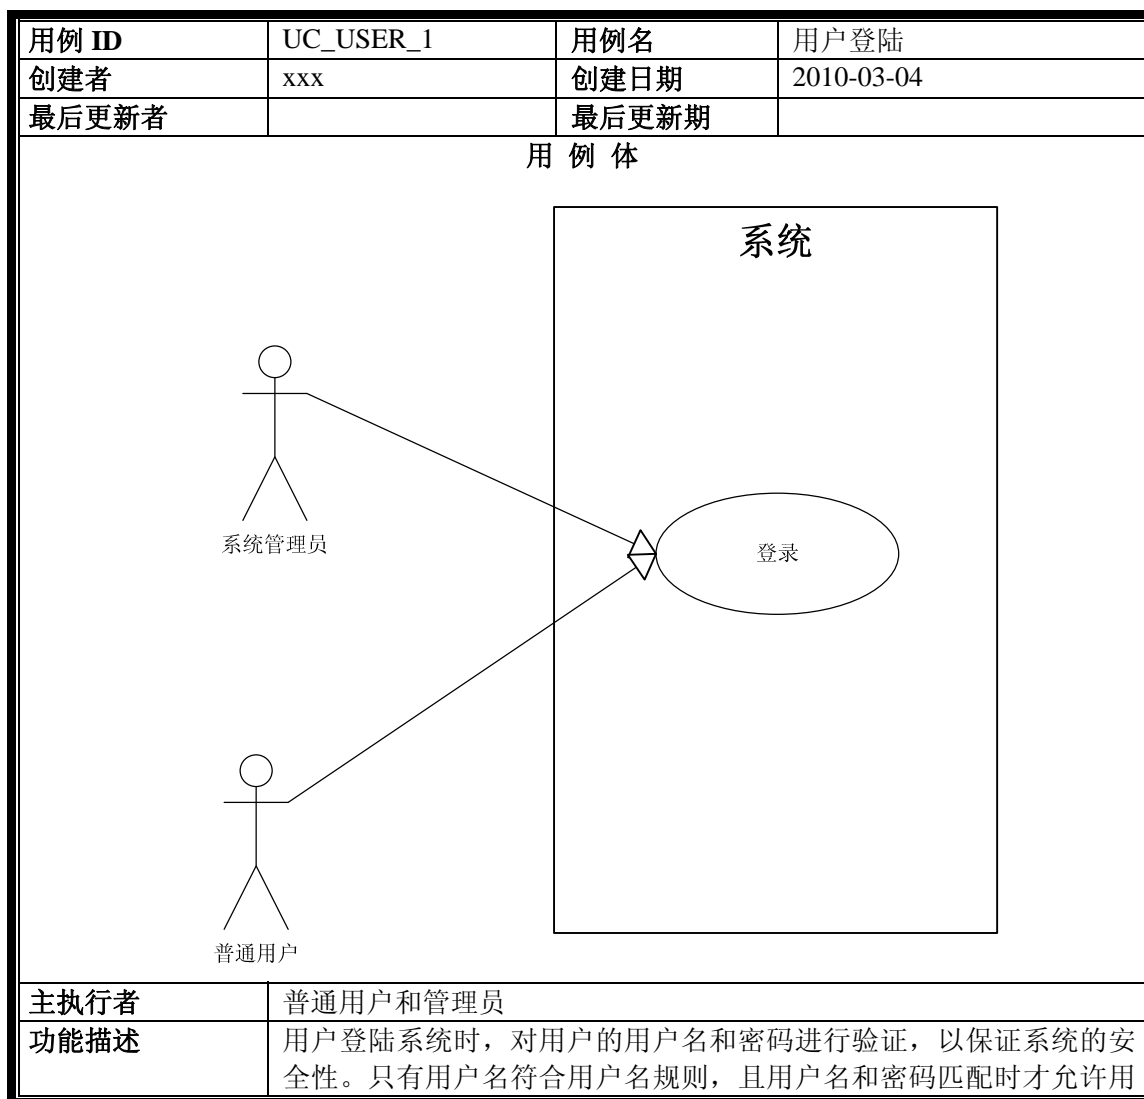 用例 ID UC_USER_1 用例名 用户登陆
创建者 xxx 创建日期 2010-03-04
最后更新者 最后更新期
用 例 体
系统
系统管理员
登录
普通用户
主执行者 普通用户和管理员
功能描述 用户登陆系统时，对用户的用户名和密码进行验证，以保证系统的安
全性。只有用户名符合用户名规则，且用户名和密码匹配时才允许用